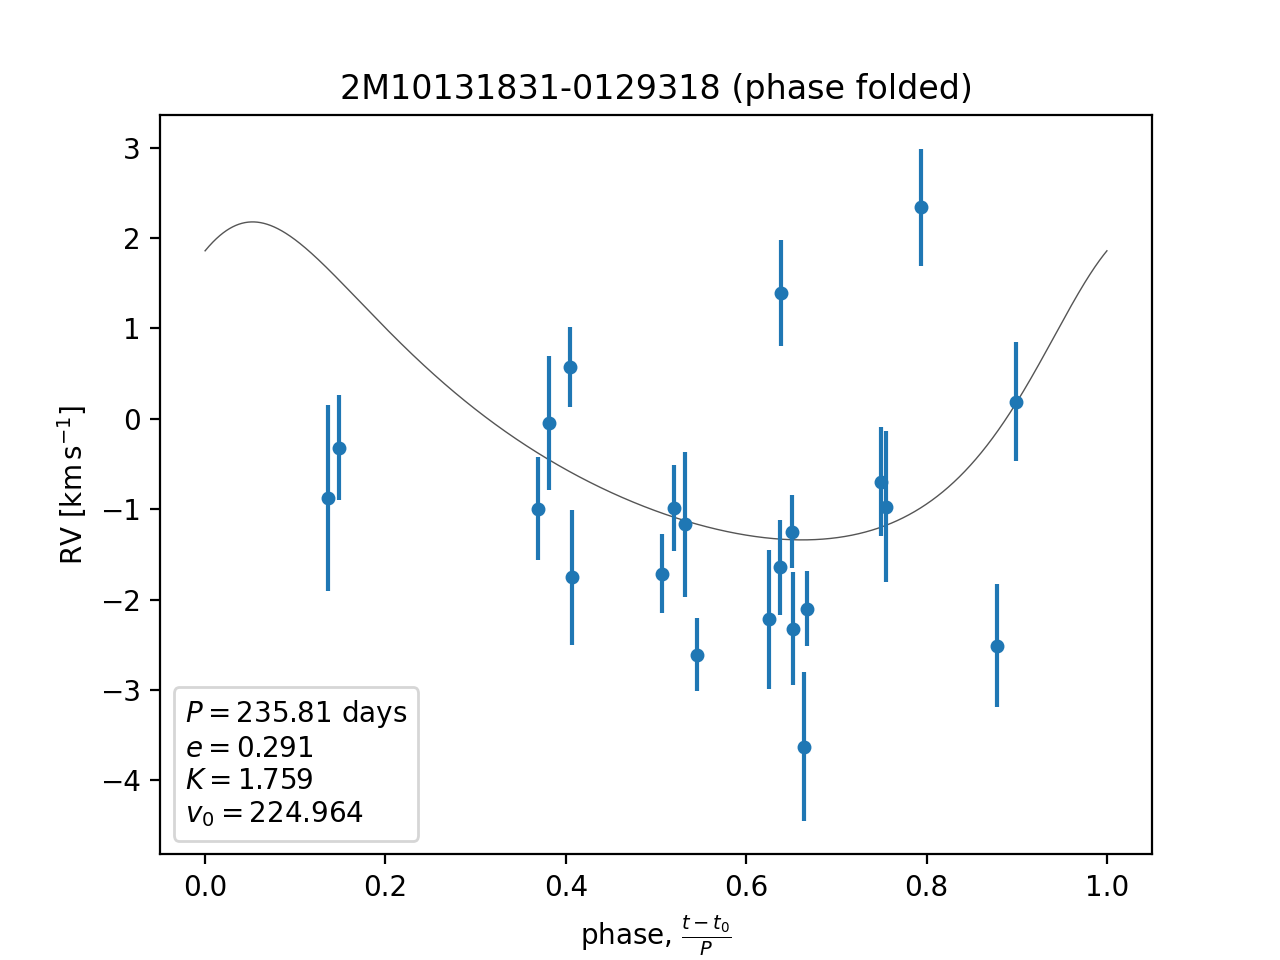 2M10131831-0129318 (phase folded)
3
2
1
0
−1
−2
−3
−4
RV [km s⁻¹]
P = 235.81 days
e = 0.291
K = 1.759
v₀ = 224.964
0.0 0.2 0.4 0.6 0.8 1.0
phase, (t − t₀)/P